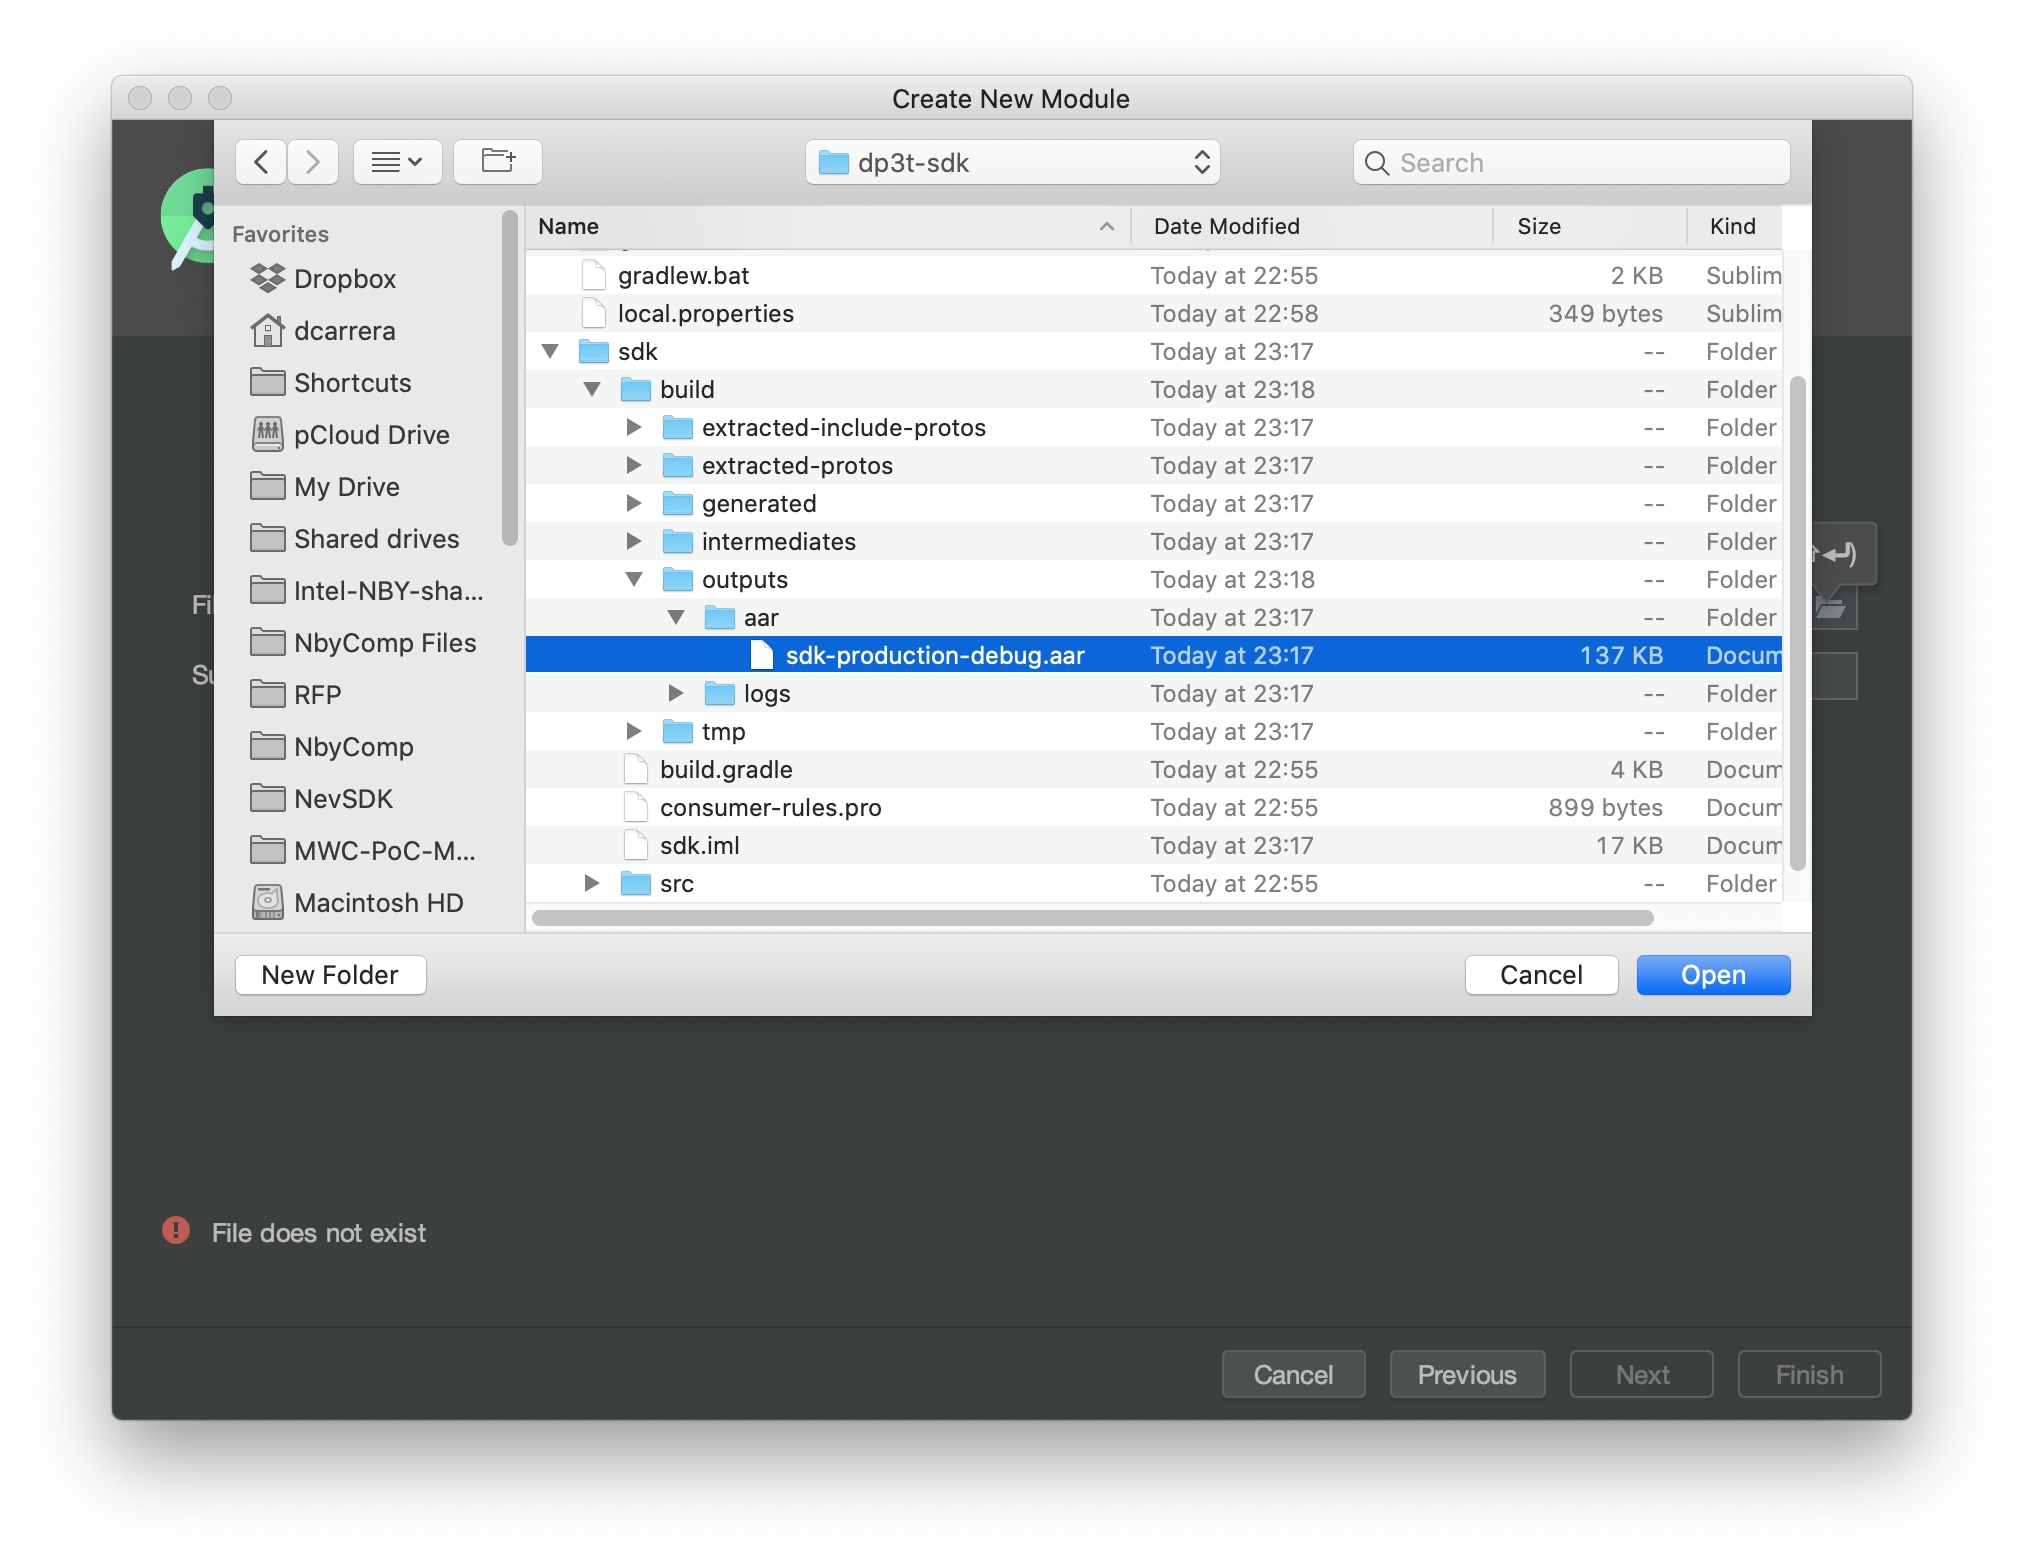 Create New Module
dp3t-sdk
Search
Favorites
Dropbox
dcarrera
Shortcuts
pCloud Drive
My Drive
Shared drives
Intel-NBY-sha...
NbyComp Files
RFP
NbyComp
NevSDK
MWC-PoC-M...
Macintosh HD
Name Date Modified Size Kind
gradlew.bat Today at 22:55 2 KB Sublim
local.properties Today at 22:58 349 bytes Sublim
sdk Today at 23:17 -- Folder
build Today at 23:18 -- Folder
extracted-include-protos Today at 23:17 -- Folder
extracted-protos Today at 23:17 -- Folder
generated Today at 23:17 -- Folder
intermediates Today at 23:17 -- Folder
outputs Today at 23:18 -- Folder
aar Today at 23:17 -- Folder
sdk-production-debug.aar Today at 23:17 137 KB Docum
logs Today at 23:17 -- Folder
tmp Today at 23:17 -- Folder
build.gradle Today at 22:55 4 KB Docum
consumer-rules.pro Today at 22:55 899 bytes Docum
sdk.iml Today at 23:17 17 KB Docum
src Today at 22:55 -- Folder
New Folder Cancel Open
File does not exist
Cancel Previous Next Finish